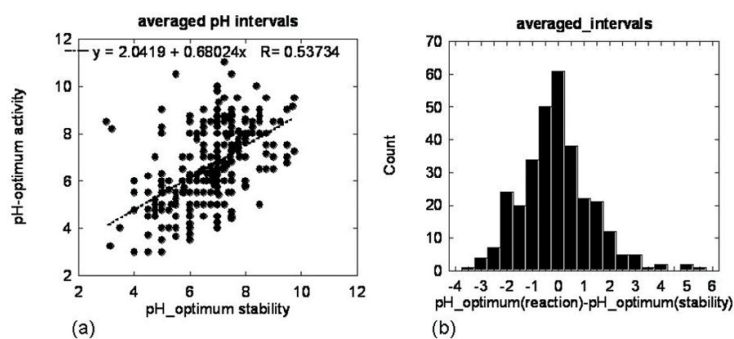 averaged pH intervals
y = 2.0419 + 0.68024x R= 0.53734
12
10
8
6
4
2
pH-optimum activity
2 4 6 8 10 12
pH_optimum stability
(a)
averaged_intervals
70
60
50
40
30
20
10
0
Count
-4 -3 -2 -1 0 1 2 3 4 5 6
pH_optimum(reaction)-pH_optimum(stability)
(b)